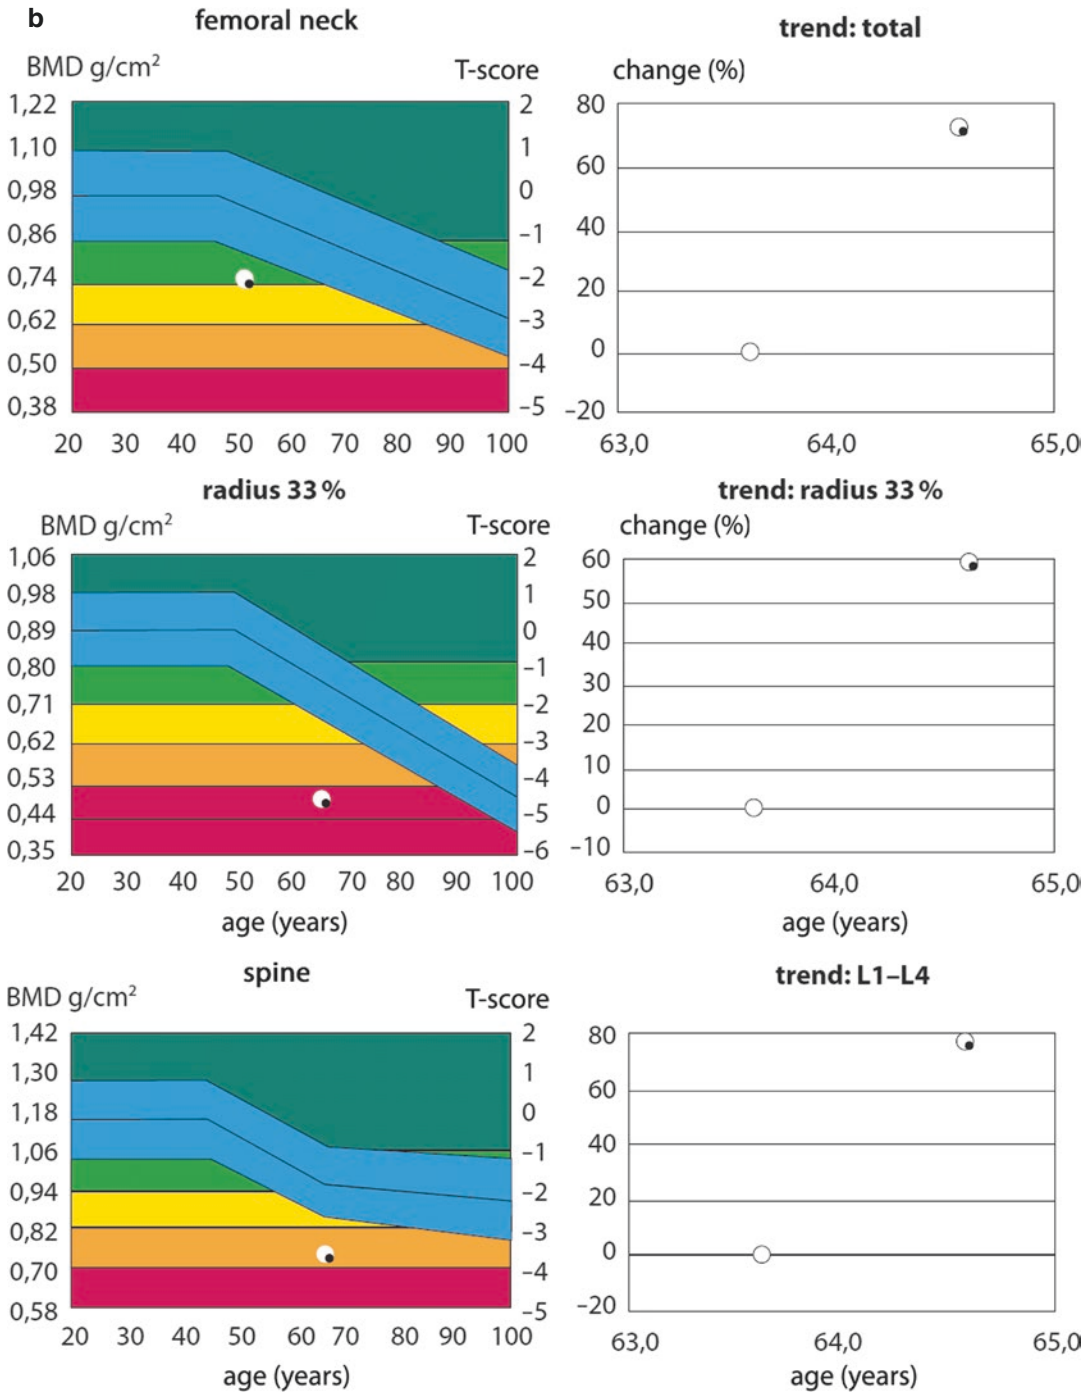 b
femoral neck
BMD g/cm²
T-score
1,22
1,10
0,98
0,86
0,74
0,62
0,50
0,38
2
1
0
–1
–2
–3
–4
–5
20 30 40 50 60 70 80 90 100
trend: total
change (%)
80
60
40
20
0
–20
63,0 64,0 65,0
radius 33 %
BMD g/cm²
T-score
1,06
0,98
0,89
0,80
0,71
0,62
0,53
0,44
0,35
2
1
0
–1
–2
–3
–4
–5
–6
20 30 40 50 60 70 80 90 100
age (years)
trend: radius 33 %
change (%)
60
50
40
30
20
10
0
–10
63,0 64,0 65,0
age (years)
spine
BMD g/cm²
T-score
1,42
1,30
1,18
1,06
0,94
0,82
0,70
0,58
2
1
0
–1
–2
–3
–4
–5
20 30 40 50 60 70 80 90 100
age (years)
trend: L1–L4
80
60
40
20
0
–20
63,0 64,0 65,0
age (years)